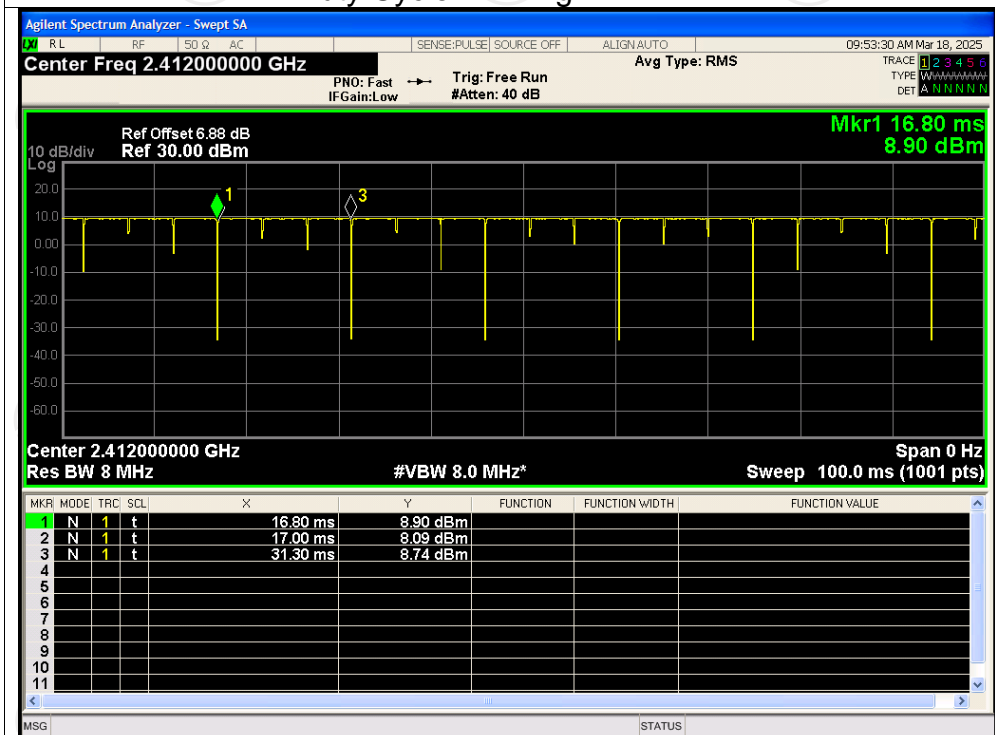 Agilent Spectrum Analyzer - Swept SA
LXI RL RF 50 Ω AC SENSE:PULSE SOURCE OFF ALIGN AUTO 09:53:30 AM Mar 18, 2025
Center Freq 2.412000000 GHz Avg Type: RMS TRACE 1 2 3 4 5 6
PNO: Fast Trig: Free Run TYPE WWWWWW
IFGain:Low #Atten: 40 dB DET A N N N N N
Mkr1 16.80 ms
Ref Offset 6.88 dB
10 dB/div Ref 30.00 dBm 8.90 dBm
Log
20.0
1 3
10.0
0.00
-10.0
-20.0
-30.0
-40.0
-50.0
-60.0
Center 2.412000000 GHz Span 0 Hz
Res BW 8 MHz #VBW 8.0 MHz* Sweep 100.0 ms (1001 pts)
MKR MODE TRC SCL X Y FUNCTION FUNCTION WIDTH FUNCTION VALUE
1 N 1 t 16.80 ms 8.90 dBm
2 N 1 t 17.00 ms 8.09 dBm
3 N 1 t 31.30 ms 8.74 dBm
4
5
6
7
8
9
10
11
MSG STATUS